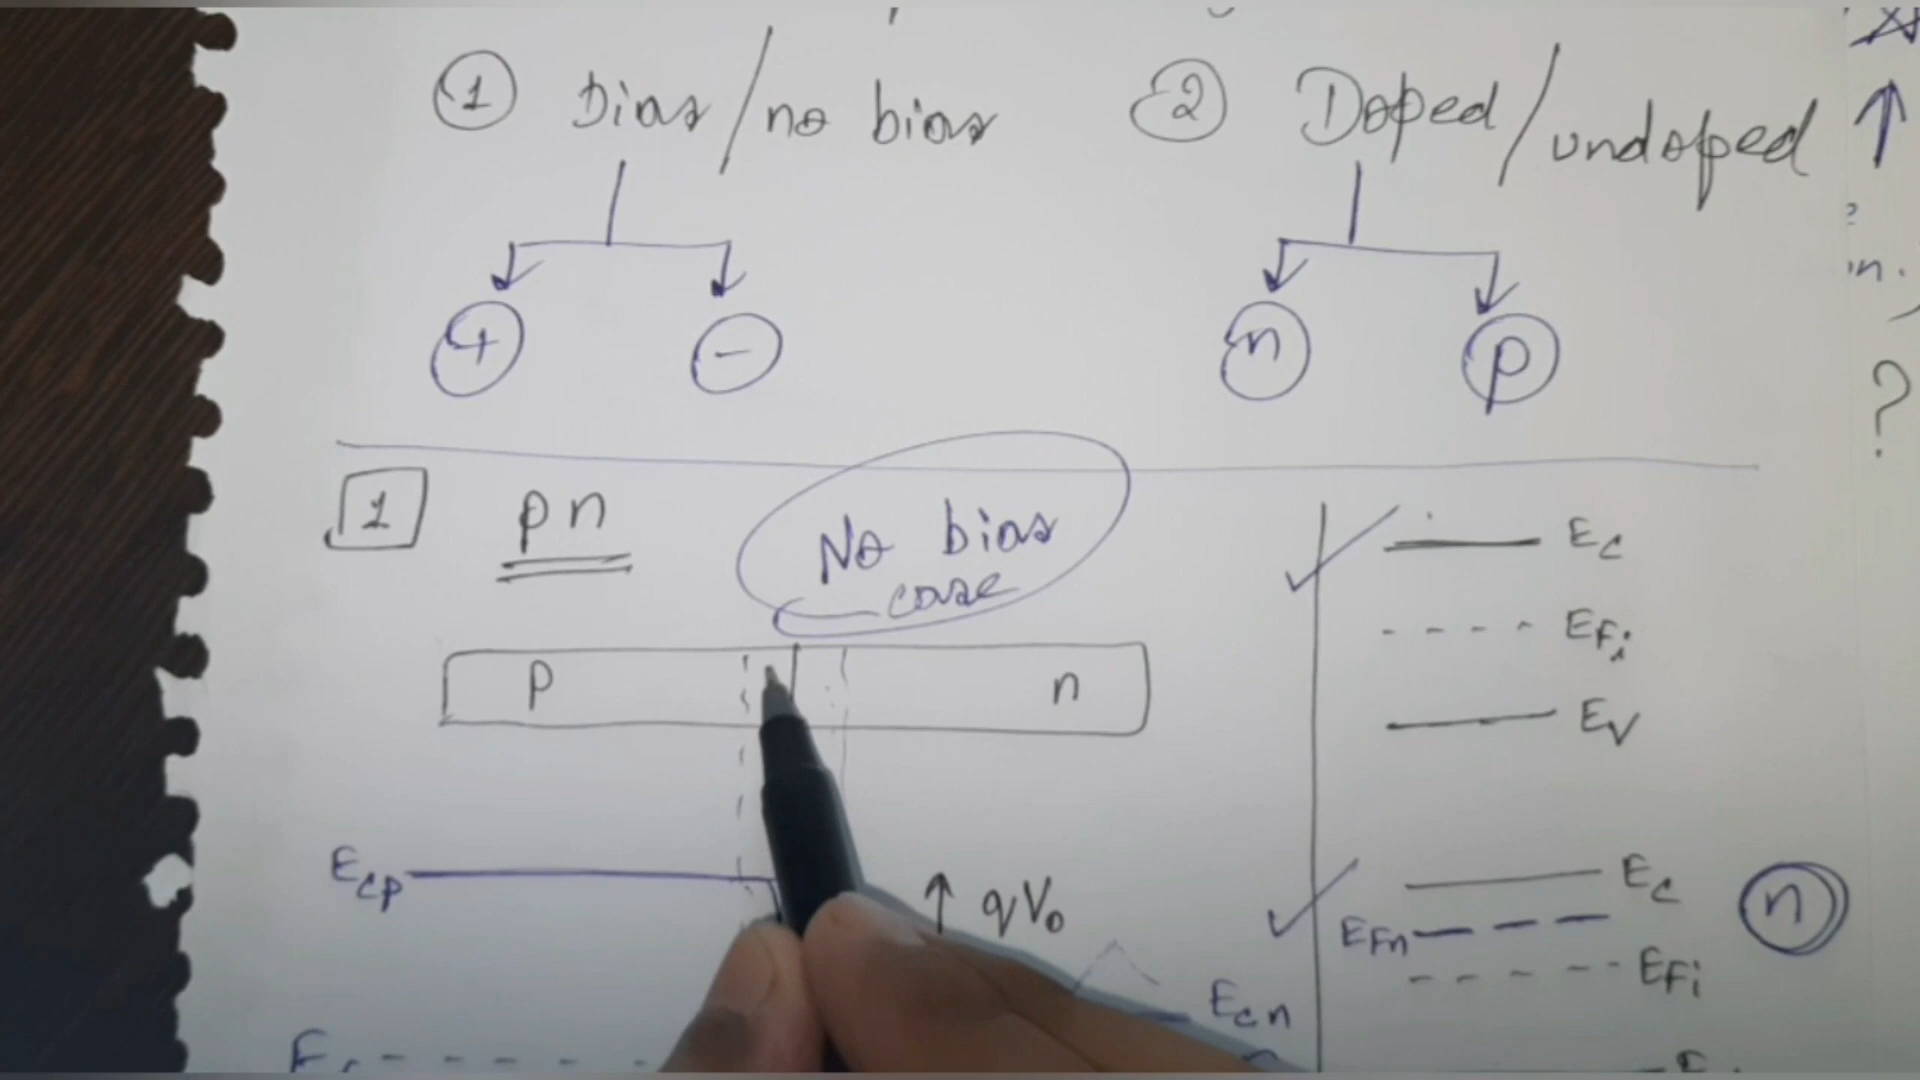 ① Bias/no bias
② Doped/undoped
+ −
n p
1 pn
No bias
case
p n
Ecp
↑ qV₀
Ecn
Ec
EFi
Ev
Ec
EFn
EFi
n
?